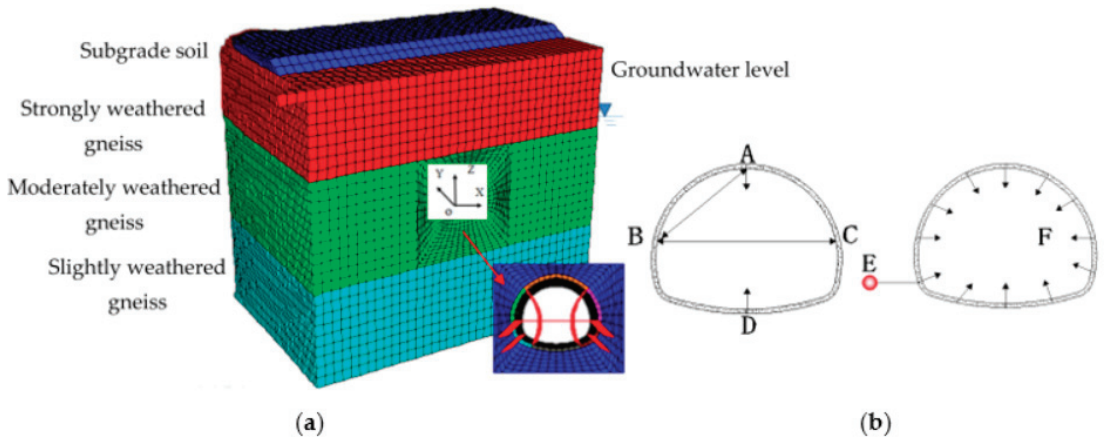 Subgrade soil
Strongly weathered
gneiss
Moderately weathered
gneiss
Slightly weathered
gneiss
Groundwater level
Y
Z
X
o
A
B
C
D
E
F
(a)
(b)